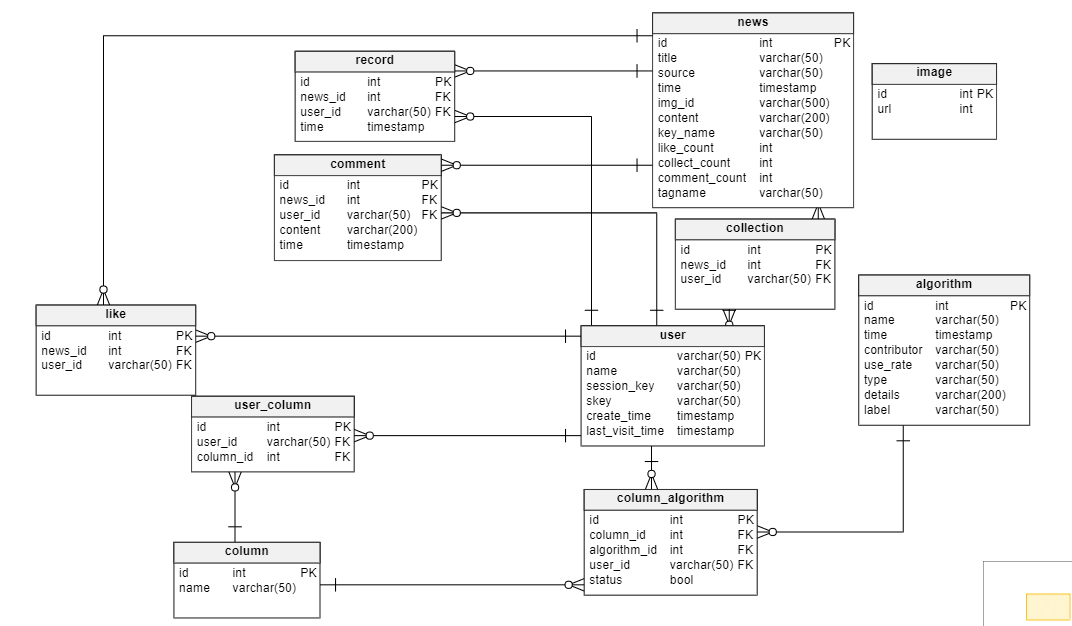 news
id int PK
title varchar(50)
source varchar(50)
time timestamp
img_id varchar(500)
content varchar(200)
key_name varchar(50)
like_count int
collect_count int
comment_count int
tagname varchar(50)
record
id int PK
news_id int FK
user_id varchar(50) FK
time timestamp
image
id int PK
url int
comment
id int PK
news_id int FK
user_id varchar(50) FK
content varchar(200)
time timestamp
collection
id int PK
news_id int FK
user_id varchar(50) FK
algorithm
id int PK
name varchar(50)
time timestamp
contributor varchar(50)
use_rate varchar(50)
type varchar(50)
details varchar(200)
label varchar(50)
like
id int PK
news_id int FK
user_id varchar(50) FK
user
id varchar(50) PK
name varchar(50)
session_key varchar(50)
skey varchar(50)
create_time timestamp
last_visit_time timestamp
user_column
id int PK
user_id varchar(50) FK
column_id int FK
column_algorithm
id int PK
column_id int FK
algorithm_id int FK
user_id varchar(50) FK
status bool
column
id int PK
name varchar(50)